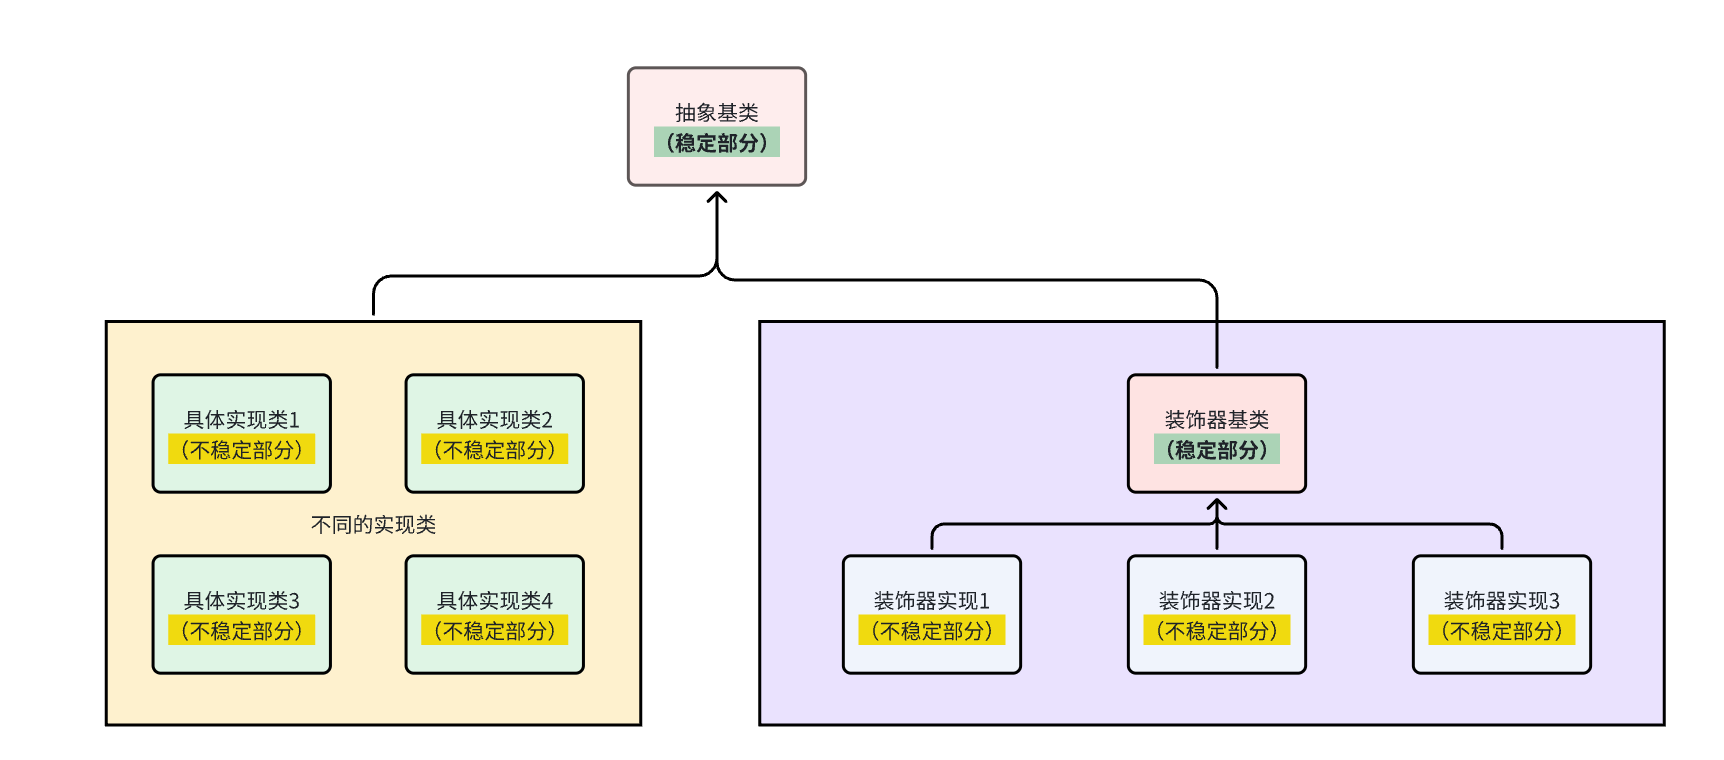 抽象基类
（稳定部分）
具体实现类1
（不稳定部分）
具体实现类2
（不稳定部分）
不同的实现类
具体实现类3
（不稳定部分）
具体实现类4
（不稳定部分）
装饰器基类
（稳定部分）
装饰器实现1
（不稳定部分）
装饰器实现2
（不稳定部分）
装饰器实现3
（不稳定部分）